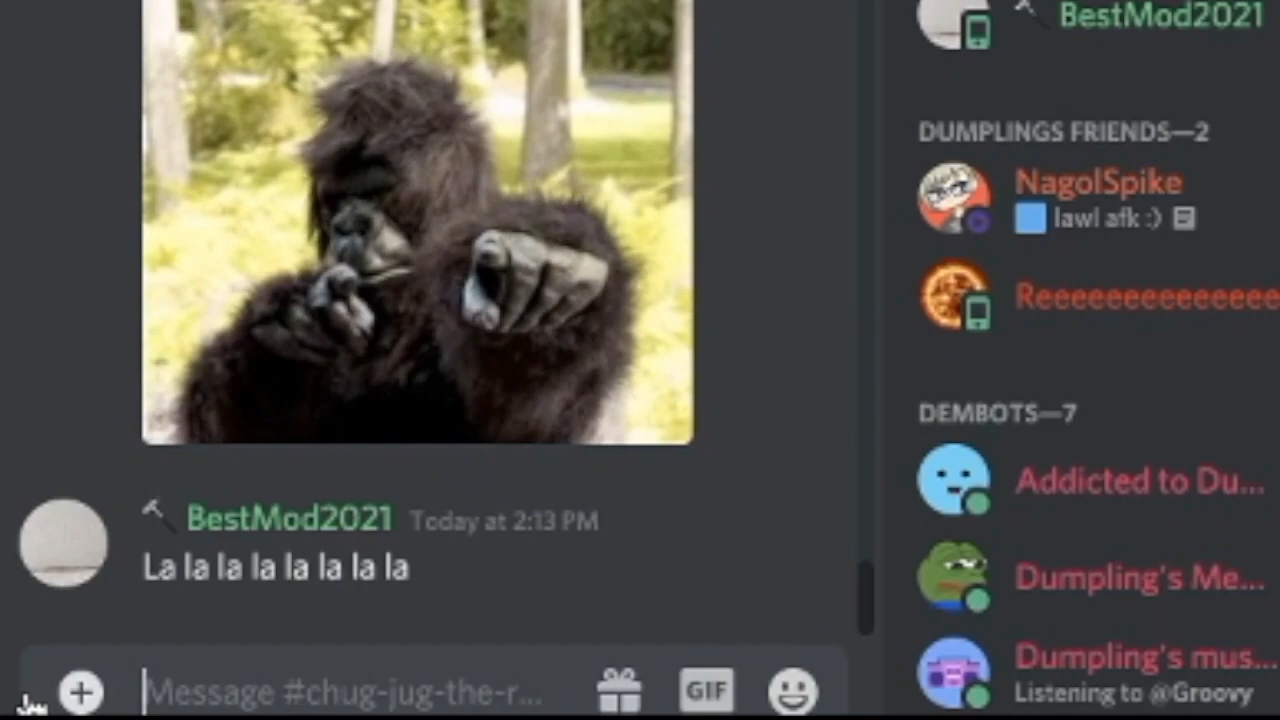 BestMod2021 Today at 2:13 PM
La la la la la la la la
Message #chug-jug-the-r...
GIF
BestMod2021
DUMPLINGS FRIENDS—2
NagolSpike
lawl afk :)
Reeeeeeeeeeeeee
DEMBOTS—7
Addicted to Du...
Dumpling's Me...
Dumpling's mus...
Listening to @Groovy